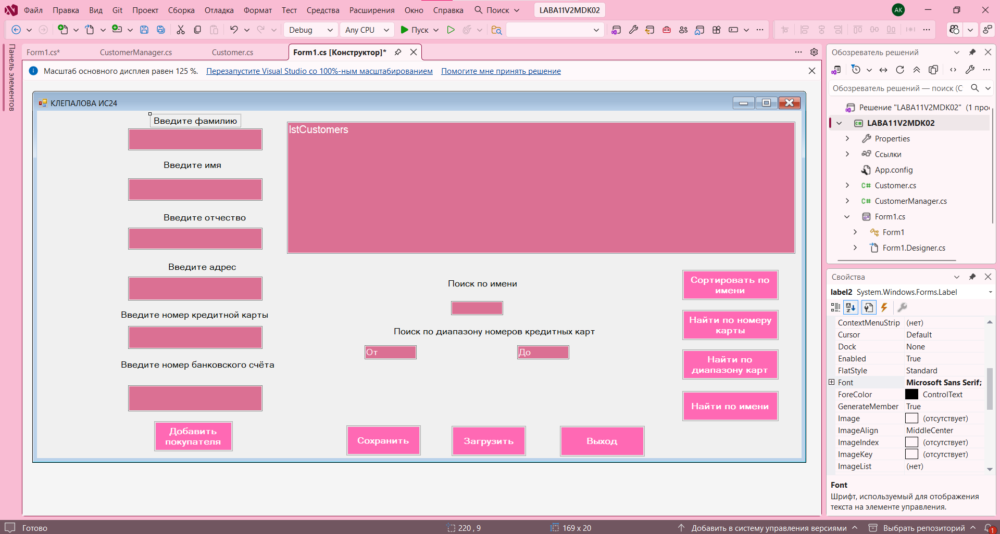 Файл Правка Вид Git Проект Сборка Отладка Формат Тест Средства Расширения Окно Справка Поиск LABA11V2MDK02 АК
Debug Any CPU Пуск
Панель элементов
Form1.cs* CustomerManager.cs Customer.cs Form1.cs [Конструктор]*
Масштаб основного дисплея равен 125 %. Перезапустите Visual Studio со 100%-ным масштабированием Помогите мне принять решение
КЛЕПАЛОВА ИС24
Введите фамилию
lstCustomers
Введите имя
Введите отчество
Введите адрес
Введите номер кредитной карты
Введите номер банковского счёта
Добавить
покупателя
Поиск по имени
Поиск по диапазону номеров кредитных карт
От До
Сохранить Загрузить Выход
Сортировать по
имени
Найти по номеру
карты
Найти по
диапазону карт
Найти по имени
Обозреватель решений
Обозреватель решений — поиск (С
Решение "LABA11V2MDK02" (1 прое
LABA11V2MDK02
Properties
Ссылки
App.config
Customer.cs
CustomerManager.cs
Form1.cs
Form1
Form1.Designer.cs
Свойства
label2 System.Windows.Forms.Label
ContextMenuStrip (нет)
Cursor Default
Dock None
Enabled True
FlatStyle Standard
Font Microsoft Sans Serif;
ForeColor ControlText
GenerateMember True
Image (отсутствует)
ImageAlign MiddleCenter
ImageIndex (отсутствует)
ImageKey (отсутствует)
ImageList (нет)
Font
Шрифт, используемый для отображения
текста на элементе управления.
Готово 220 , 9 169 x 20 Добавить в систему управления версиями Выбрать репозиторий 1